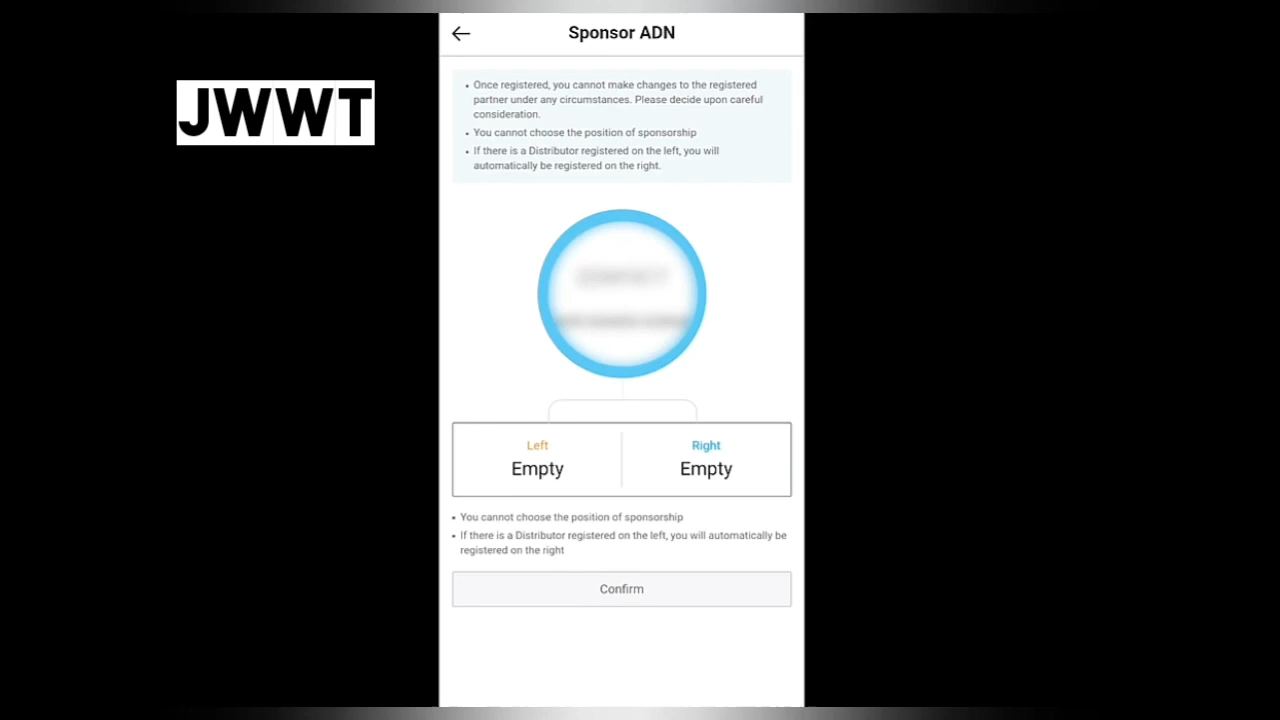 Sponsor ADN
JWWT
• Once registered, you cannot make changes to the registered
partner under any circumstances. Please decide upon careful
consideration.
• You cannot choose the position of sponsorship
• If there is a Distributor registered on the left, you will
automatically be registered on the right.
Left
Right
Empty
Empty
• You cannot choose the position of sponsorship
• If there is a Distributor registered on the left, you will automatically be
registered on the right
Confirm